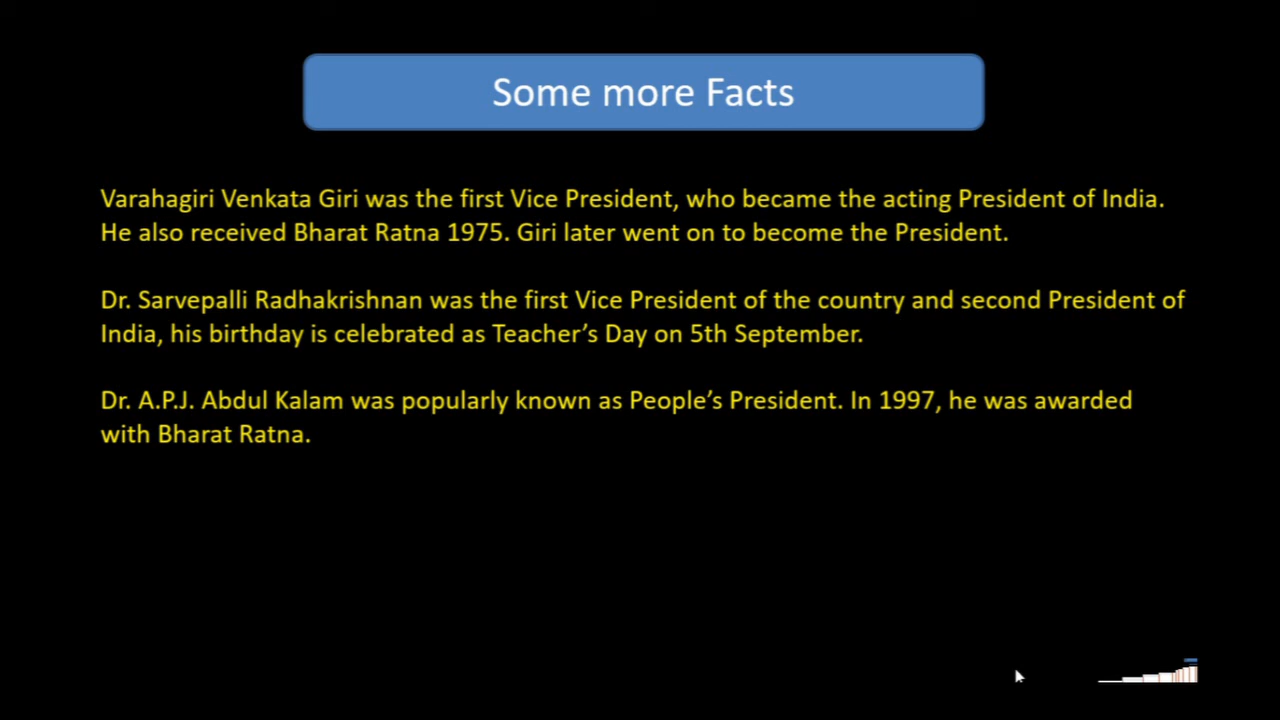 Some more Facts
Varahagiri Venkata Giri was the first Vice President, who became the acting President of India.
He also received Bharat Ratna 1975. Giri later went on to become the President.
Dr. Sarvepalli Radhakrishnan was the first Vice President of the country and second President of
India, his birthday is celebrated as Teacher’s Day on 5th September.
Dr. A.P.J. Abdul Kalam was popularly known as People’s President. In 1997, he was awarded
with Bharat Ratna.